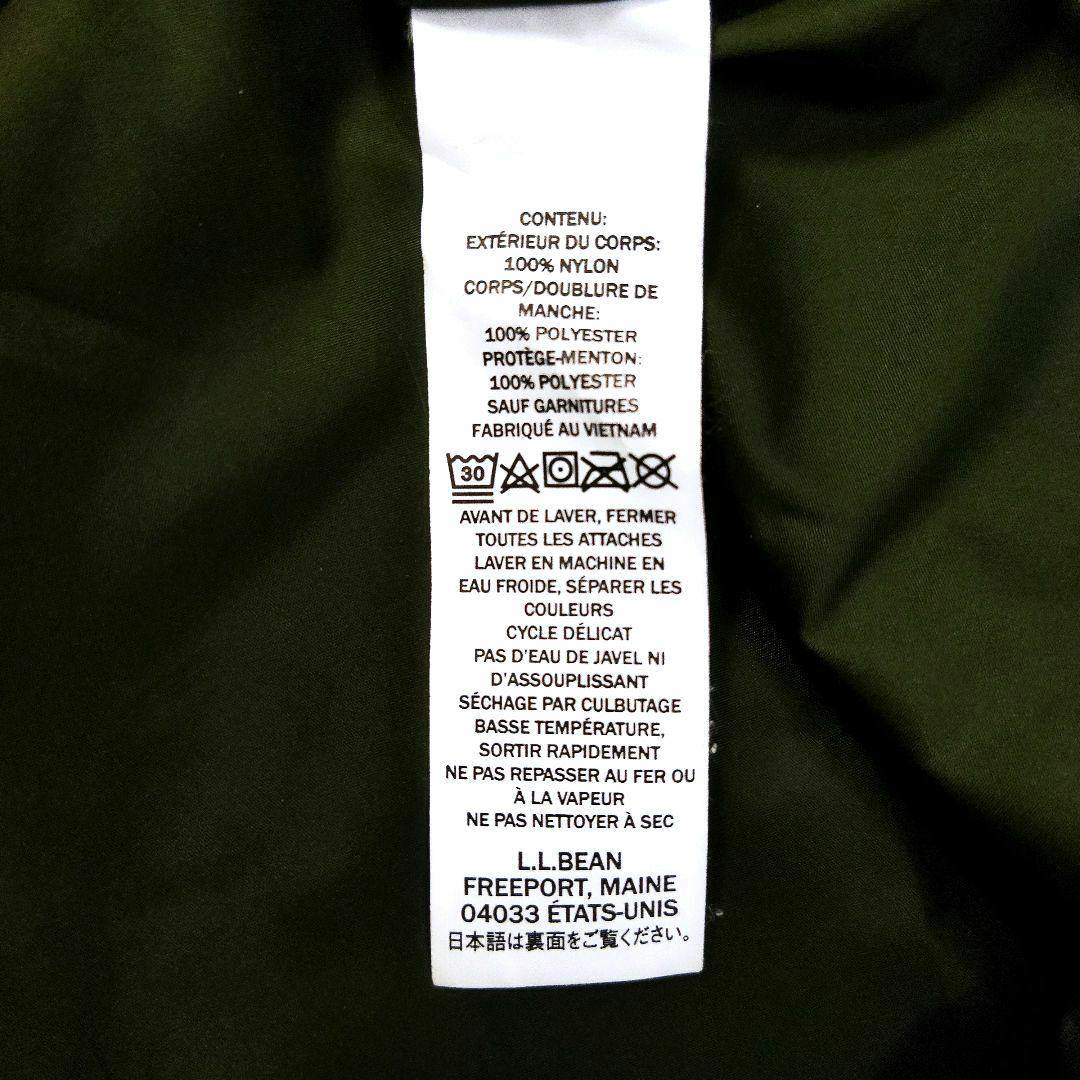 CONTENU:
EXTÉRIEUR DU CORPS:
100% NYLON
CORPS/DOUBLURE DE
MANCHE:
100% POLYESTER
PROTÈGE-MENTON:
100% POLYESTER
SAUF GARNITURES
FABRIQUÉ AU VIETNAM
30
AVANT DE LAVER, FERMER
TOUTES LES ATTACHES
LAVER EN MACHINE EN
EAU FROIDE, SÉPARER LES
COULEURS
CYCLE DÉLICAT
PAS D'EAU DE JAVEL NI
D'ASSOUPLISSANT
SÉCHAGE PAR CULBUTAGE
BASSE TEMPÉRATURE,
SORTIR RAPIDEMENT
NE PAS REPASSER AU FER OU
À LA VAPEUR
NE PAS NETTOYER À SEC
L.L.BEAN
FREEPORT, MAINE
04033 ÉTATS-UNIS
日本語は裏面をご覧ください。